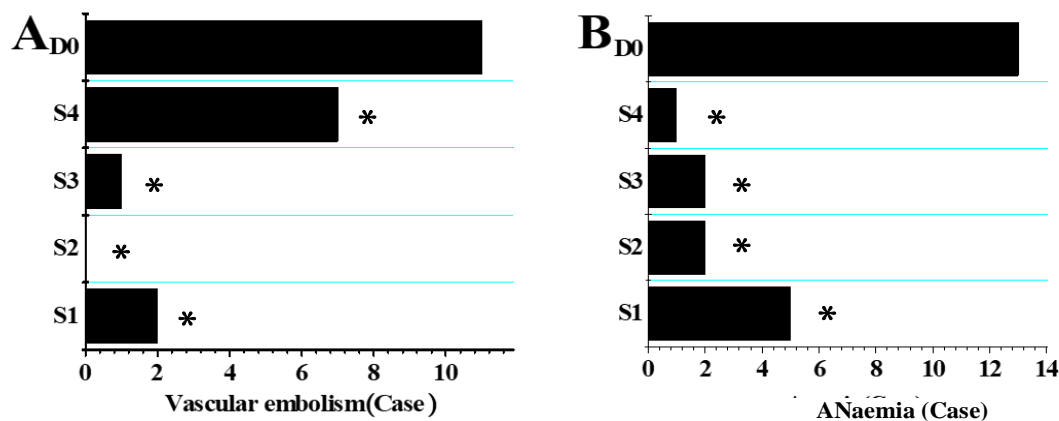 A
D0
S4 *
S3 *
S2 *
S1 *
0 2 4 6 8 10
Vascular embolism(Case)
B
D0
S4 *
S3 *
S2 *
S1 *
0 2 4 6 8 10 12 14
ANaemia (Case)